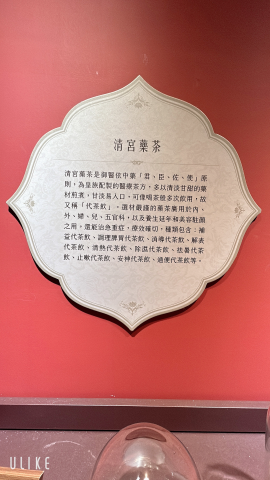 清宮藥茶
清宮藥茶是御醫依中藥「君、臣、佐、使」原
則，為皇族配製的醫療茶方，多以清淡甘甜的藥
材煎煮，甘淡易入口，可像喝茶般多次飲用，故
又稱「代茶飲」。選材嚴謹的藥茶廣用於內、
外、婦、兒、五官科，以及養生延年和美容駐顏
之用，還能治急重症，療效確切，種類包含：補
益代茶飲、調理脾胃代茶飲、消導代茶飲、解表
代茶飲、清熱代茶飲、除濕代茶飲、祛暑代茶
飲、止嗽代茶飲、安神代茶飲、通便代茶飲等。
ULIKE